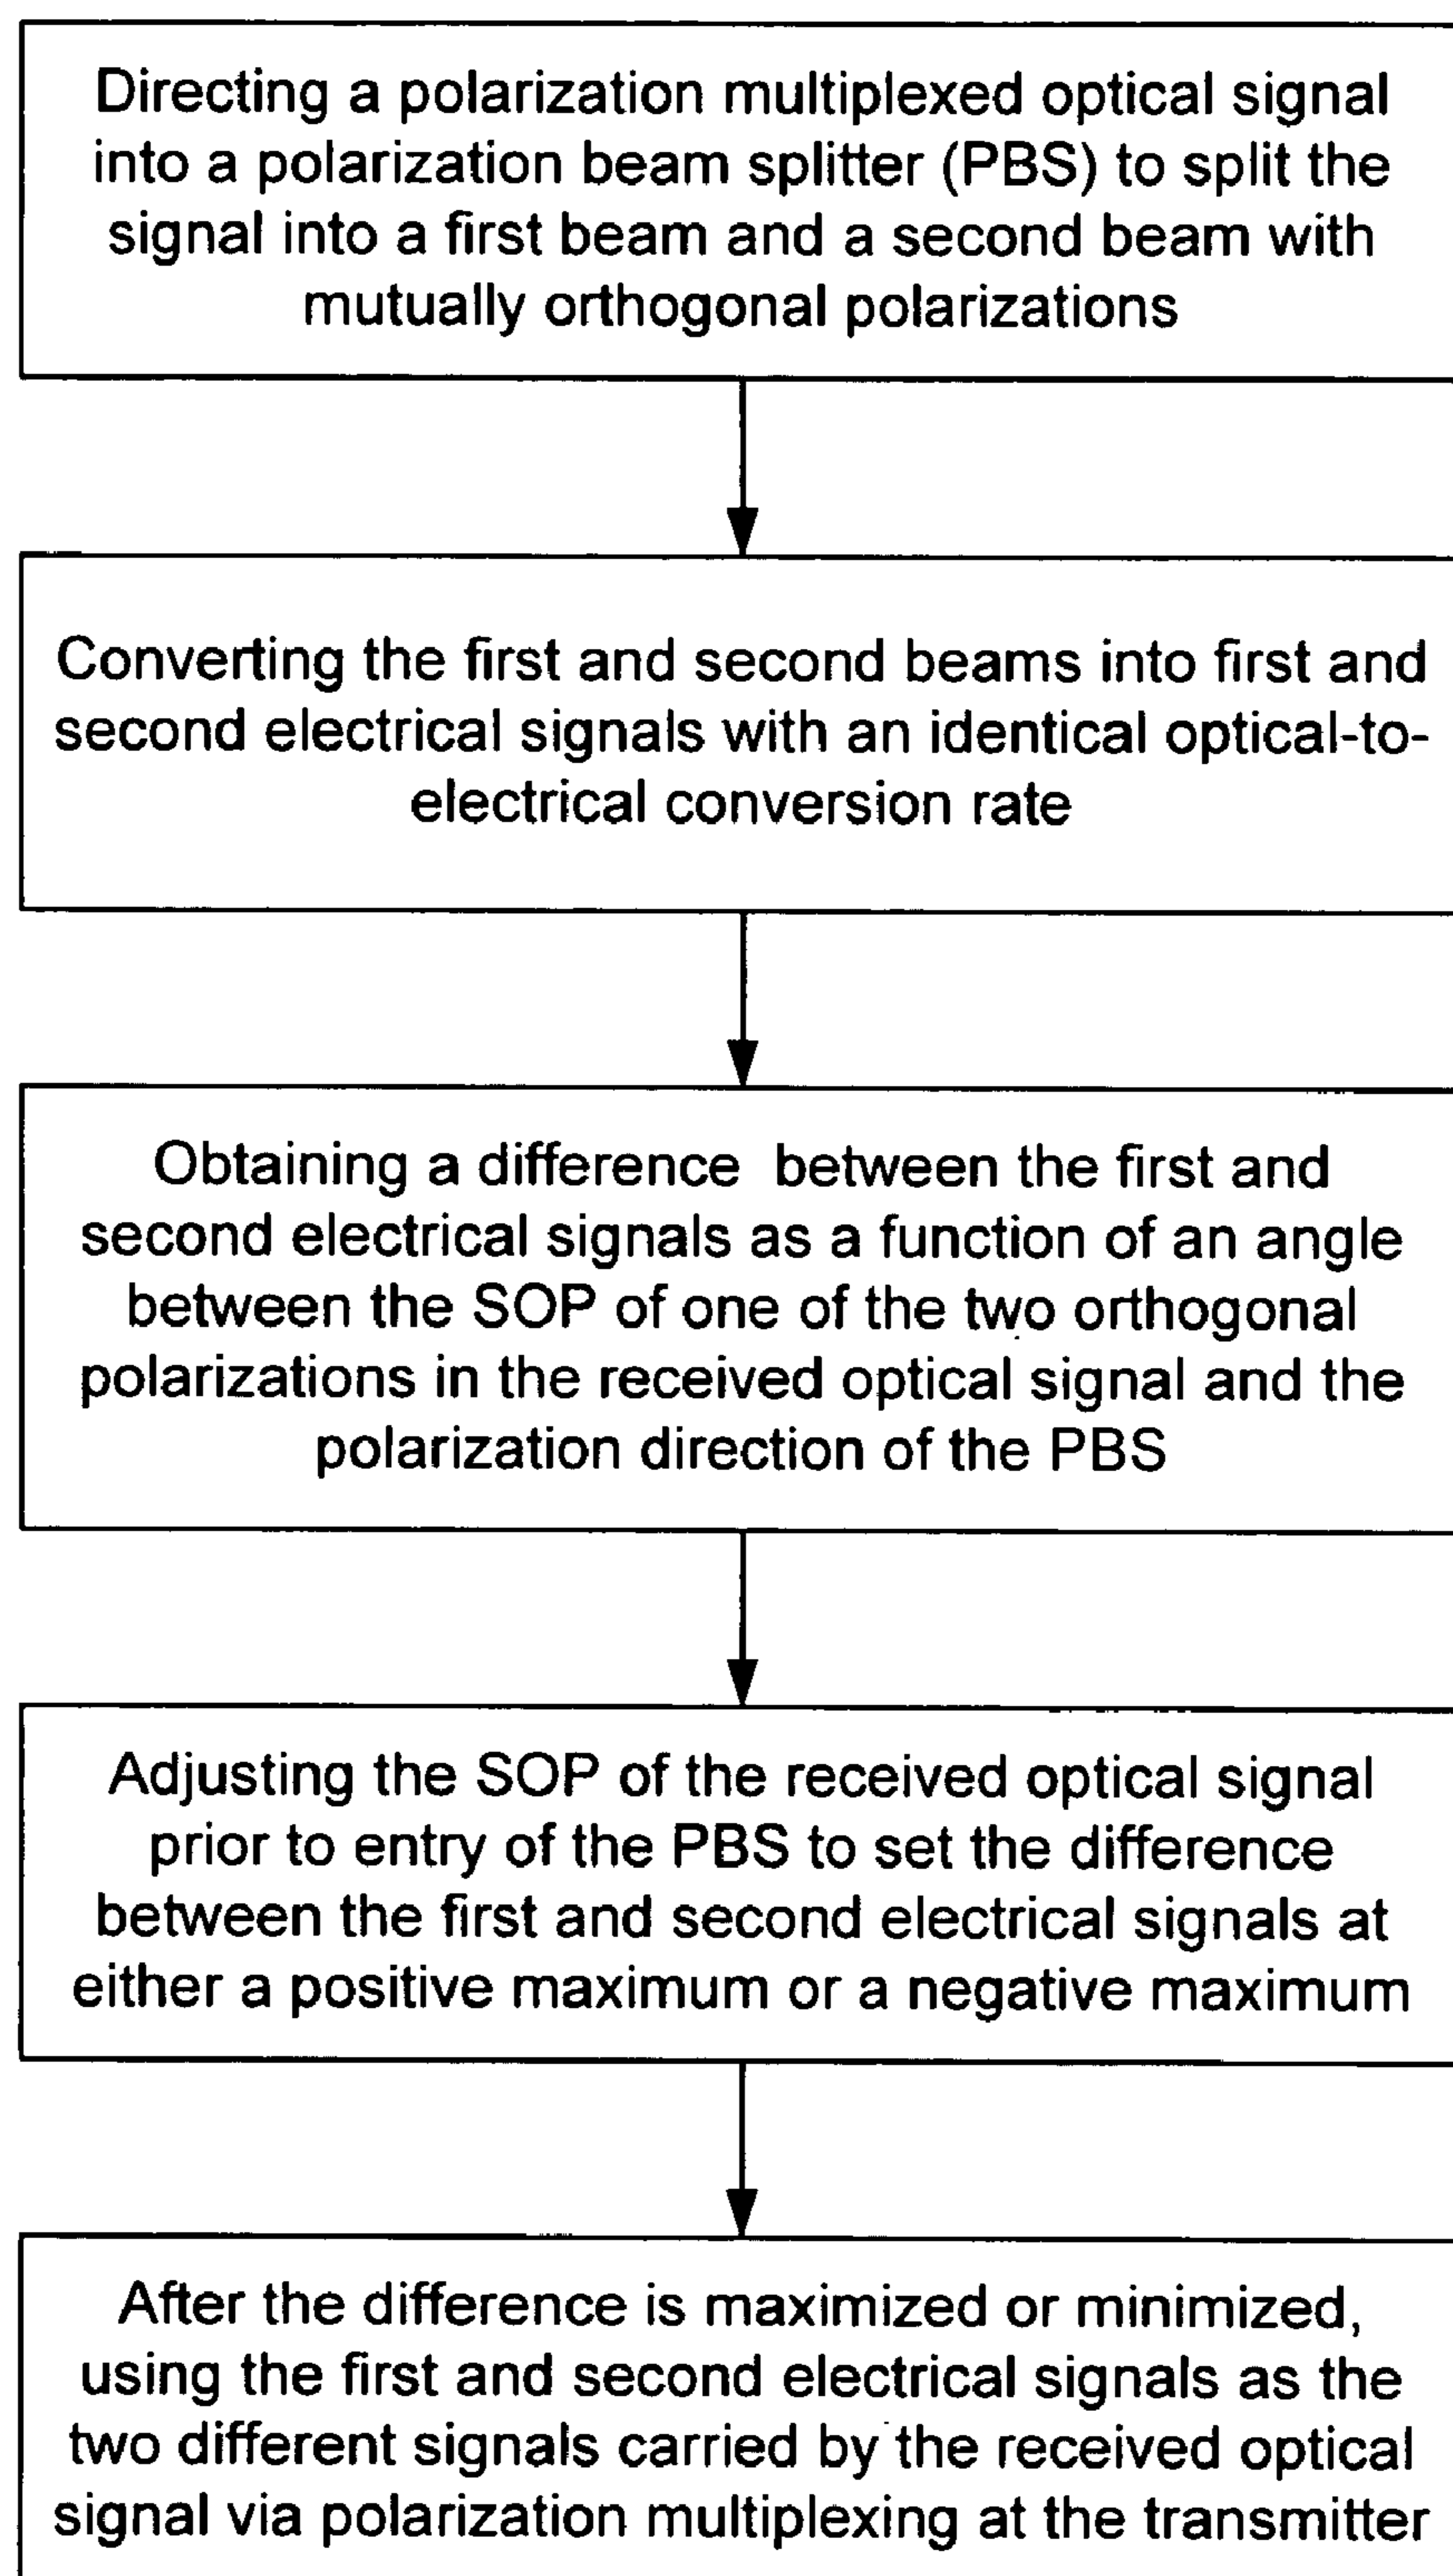 Directing a polarization multiplexed optical signal
into a polarization beam splitter (PBS) to split the
signal into a first beam and a second beam with
mutually orthogonal polarizations
Converting the first and second beams into first and
second electrical signals with an identical optical-to-
electrical conversion rate
Obtaining a difference between the first and
second electrical signals as a function of an angle
between the SOP of one of the two orthogonal
polarizations in the received optical signal and the
polarization direction of the PBS
Adjusting the SOP of the received optical signal
prior to entry of the PBS to set the difference
between the first and second electrical signals at
either a positive maximum or a negative maximum
After the difference is maximized or minimized,
using the first and second electrical signals as the
two different signals carried by the received optical
signal via polarization multiplexing at the transmitter